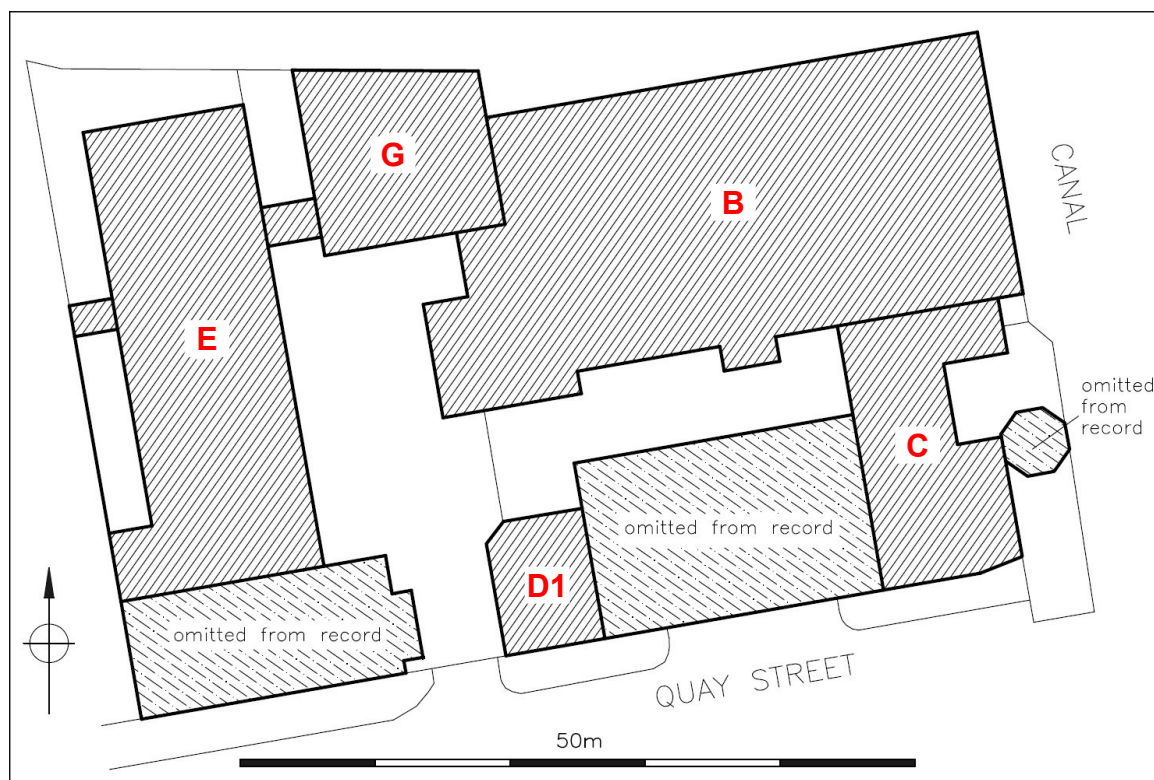 G
B
CANAL
E
omitted
from
record
C
omitted from record
D1
omitted from record
QUAY STREET
50m